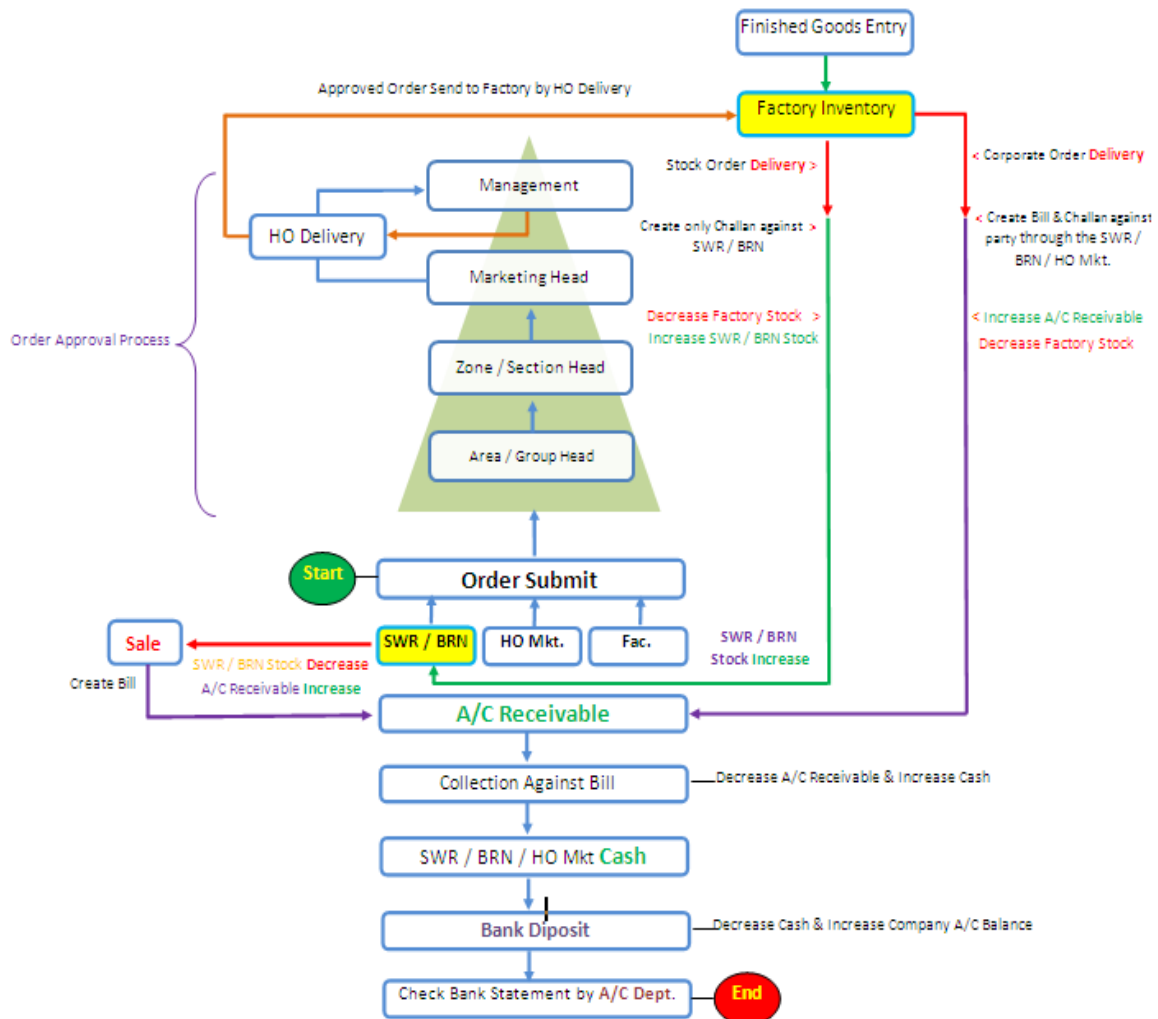 Finished Goods Entry
Approved Order Send to Factory by HO Delivery
Factory Inventory
Stock Order Delivery >
< Corporate Order Delivery
Management
HO Delivery
Create only Challan against >
SWR / BRN
< Create Bill & Challan against
party through the SWR /
BRN / HO Mkt.
Marketing Head
Order Approval Process
Decrease Factory Stock >
Increase SWR / BRN Stock
< Increase A/C Receivable
Decrease Factory Stock
Zone / Section Head
Area / Group Head
Start
Order Submit
Sale
SWR / BRN
HO Mkt.
Fac.
SWR / BRN
Stock Increase
SWR / BRN Stock Decrease
A/C Receivable Increase
Create Bill
A/C Receivable
Collection Against Bill
Decrease A/C Receivable & Increase Cash
SWR / BRN / HO Mkt Cash
Bank Diposit
Decrease Cash & Increase Company A/C Balance
Check Bank Statement by A/C Dept.
End